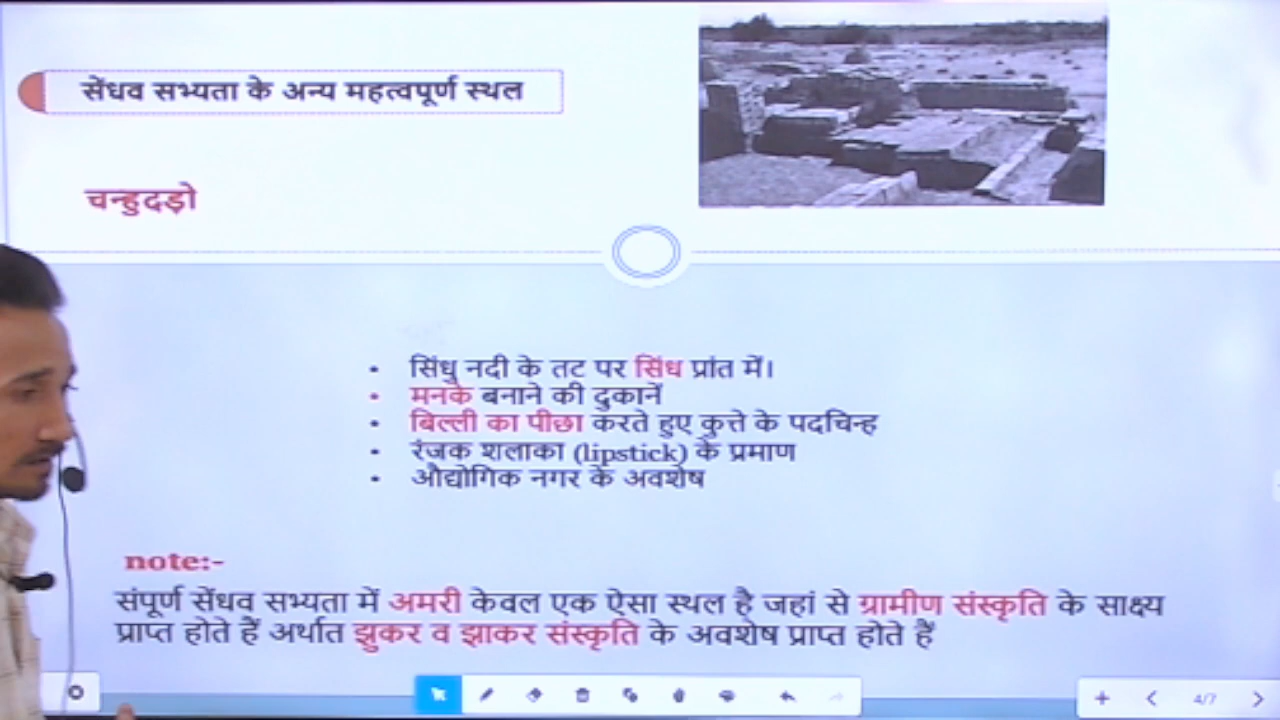 सेंधव सभ्यता के अन्य महत्वपूर्ण स्थल
चन्हुदड़ो
• सिंधु नदी के तट पर सिंध प्रांत में।
• मनके बनाने की दुकानें
• बिल्ली का पीछा करते हुए कुत्ते के पदचिन्ह
• रंजक शलाका (lipstick) के प्रमाण
• औद्योगिक नगर के अवशेष
note:-
संपूर्ण सेंधव सभ्यता में अमरी केवल एक ऐसा स्थल है जहां से ग्रामीण संस्कृति के साक्ष्य
प्राप्त होते हैं अर्थात झुकर व झाकर संस्कृति के अवशेष प्राप्त होते हैं
4/7